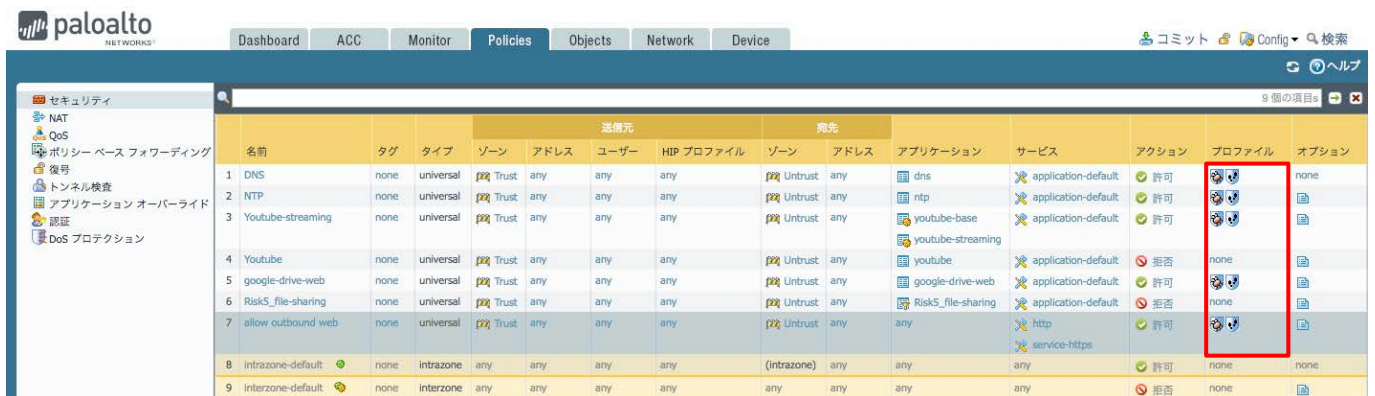 paloalto
NETWORKS®
Dashboard ACC Monitor Policies Objects Network Device
コミット Config 検索
ヘルプ
セキュリティ
NAT
QoS
ポリシー ベース フォワーディング
復号
トンネル検査
アプリケーション オーバーライド
認証
DoS プロテクション
9 個の項目s
送信元 宛先
名前 タグ タイプ ゾーン アドレス ユーザー HIP プロファイル ゾーン アドレス アプリケーション サービス アクション プロファイル オプション
1 DNS none universal Trust any any any Untrust any dns application-default 許可 none
2 NTP none universal Trust any any any Untrust any ntp application-default 許可
3 Youtube-streaming none universal Trust any any any Untrust any youtube-base application-default 許可
youtube-streaming
4 Youtube none universal Trust any any any Untrust any youtube application-default 拒否 none
5 google-drive-web none universal Trust any any any Untrust any google-drive-web application-default 許可
6 Risk5_file-sharing none universal Trust any any any Untrust any Risk5_file-sharing application-default 拒否 none
7 allow outbound web none universal Trust any any any Untrust any any http 許可
service-https
8 intrazone-default none intrazone any any any any (intrazone) any any any 許可 none none
9 interzone-default none interzone any any any any any any any any 拒否 none